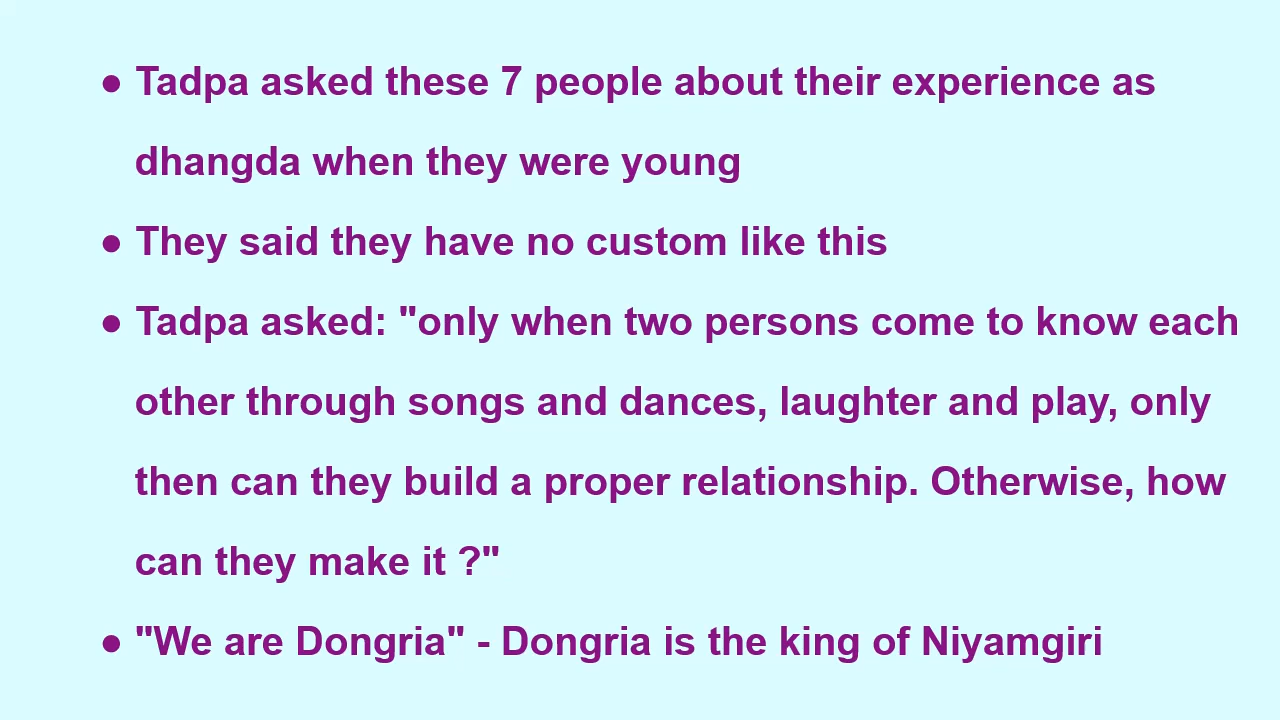 ● Tadpa asked these 7 people about their experience as
dhangda when they were young
● They said they have no custom like this
● Tadpa asked: "only when two persons come to know each
other through songs and dances, laughter and play, only
then can they build a proper relationship. Otherwise, how
can they make it ?"
● "We are Dongria" - Dongria is the king of Niyamgiri